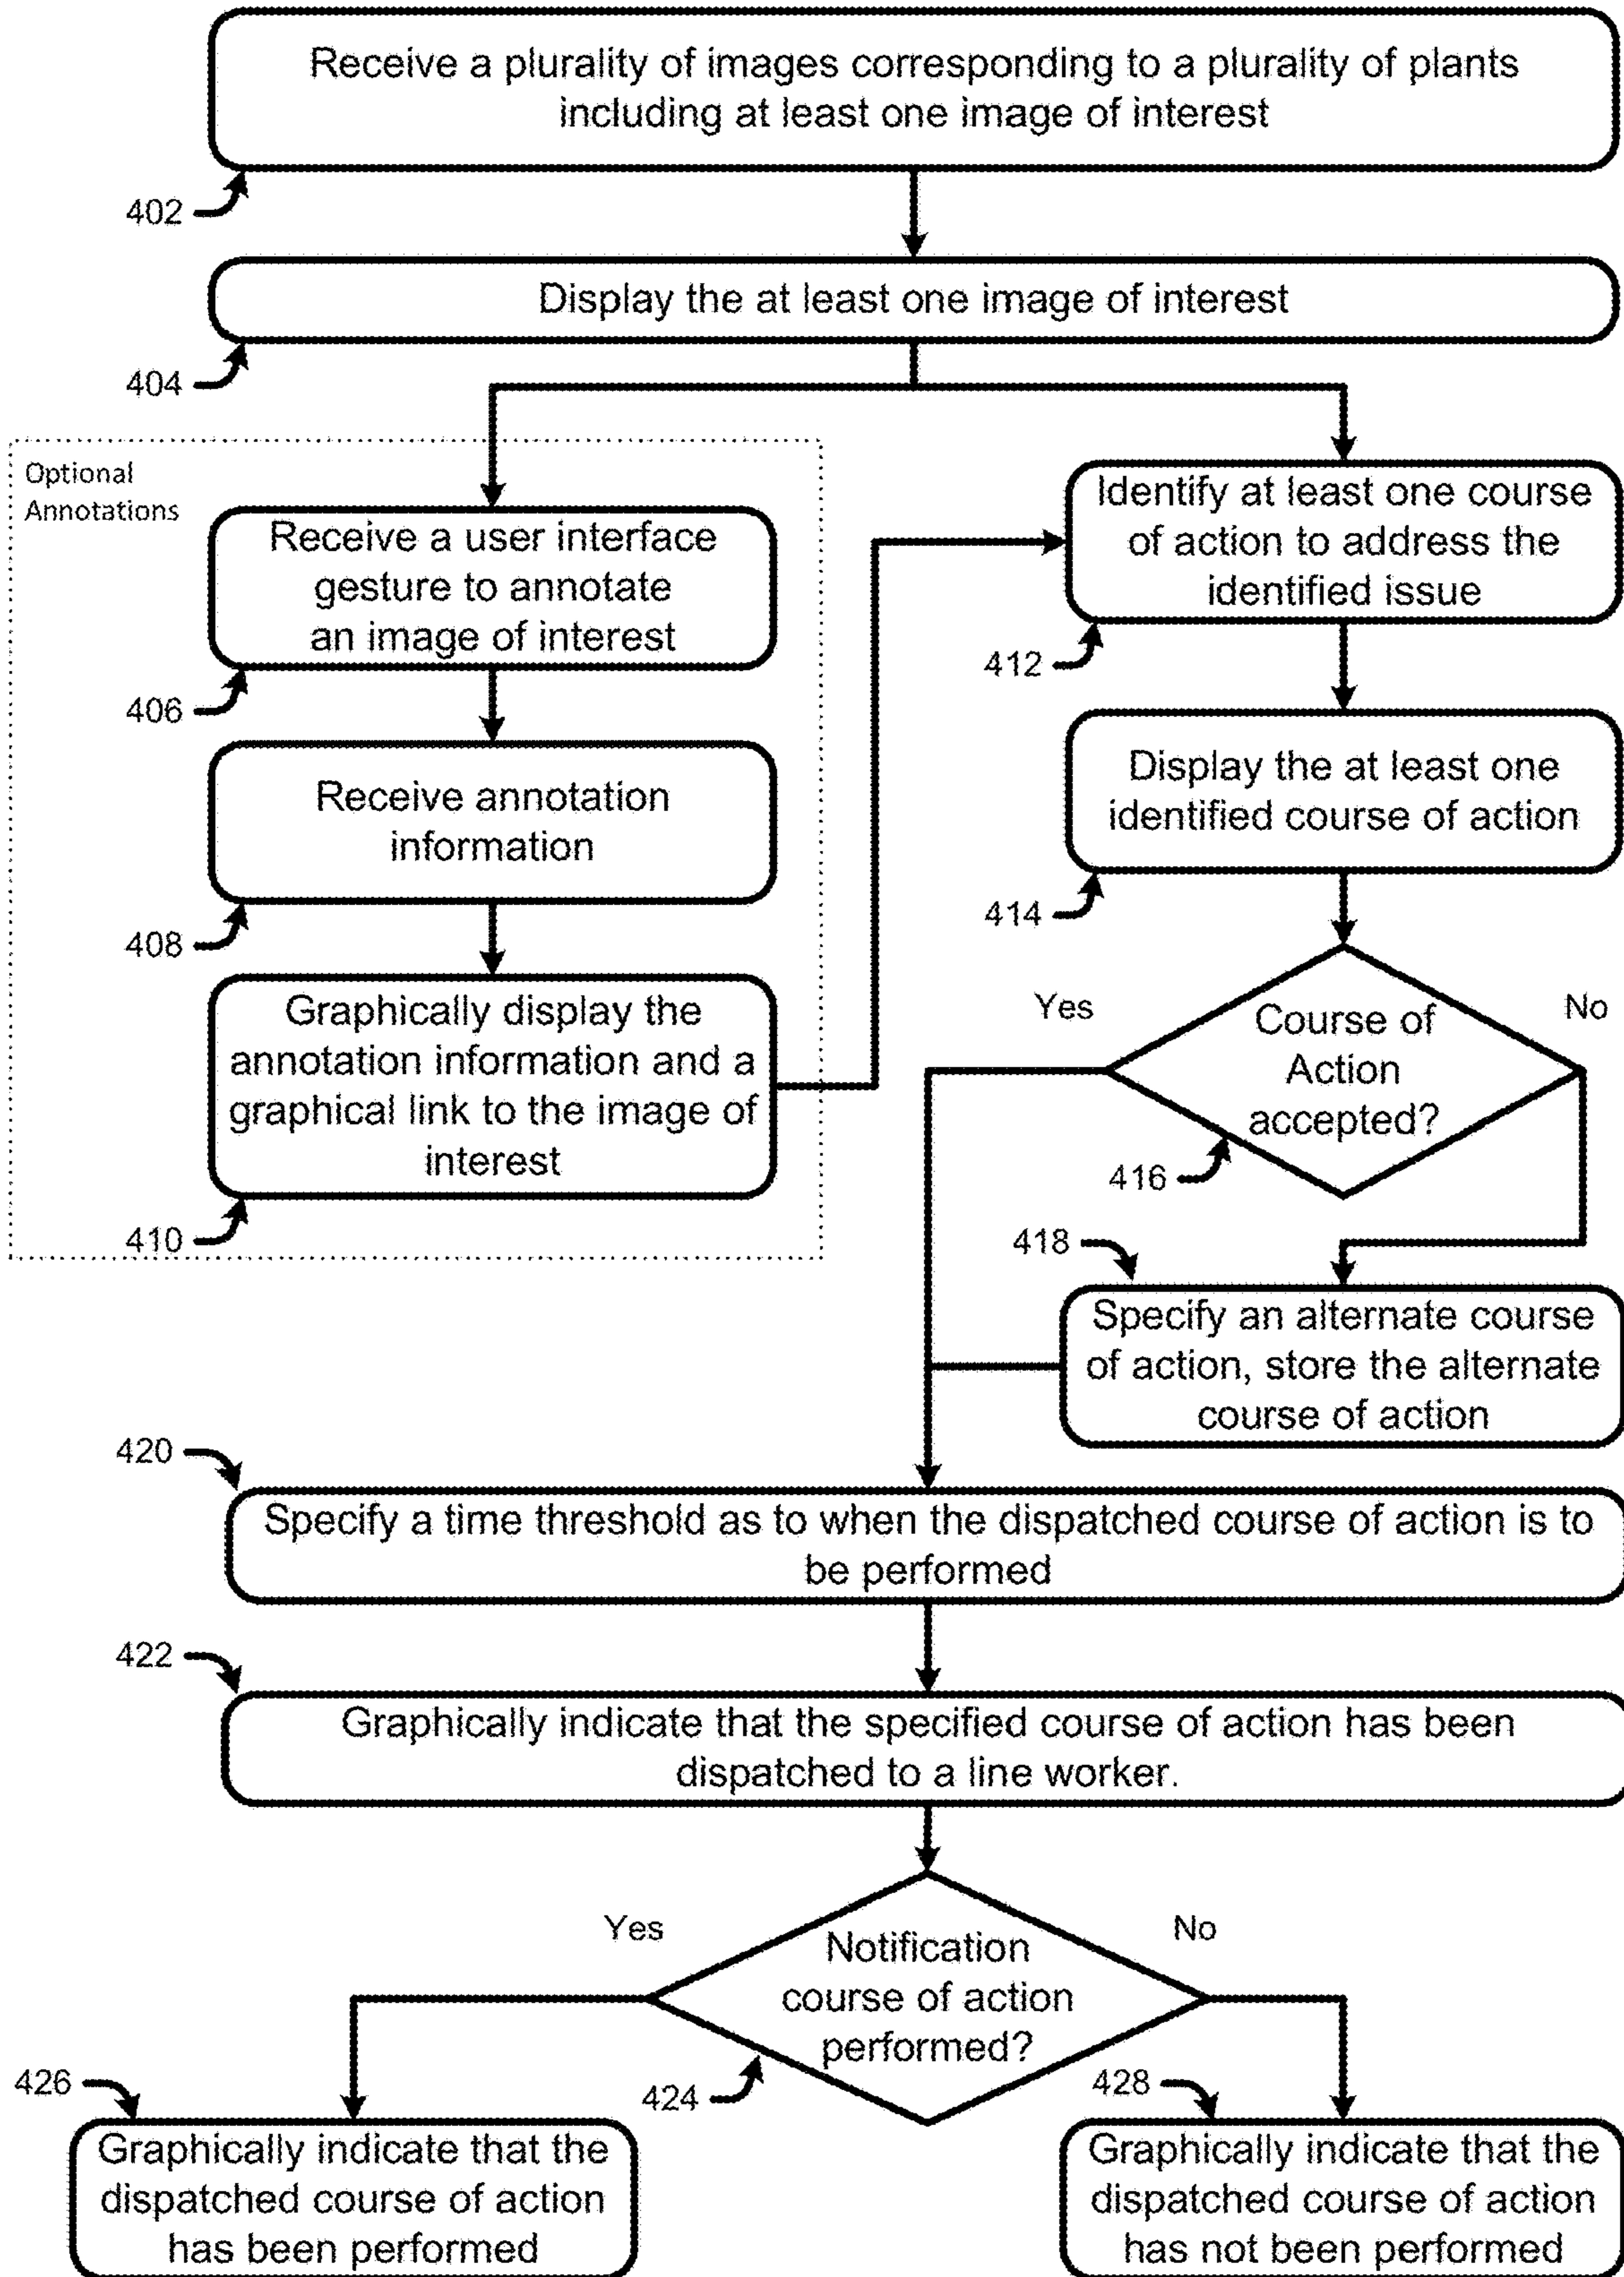 Receive a plurality of images corresponding to a plurality of plants
including at least one image of interest
402
Display the at least one image of interest
404
Optional
Annotations
Receive a user interface
gesture to annotate
an image of interest
406
Receive annotation
information
408
Graphically display the
annotation information and a
graphical link to the image of
interest
410
Identify at least one course
of action to address the
identified issue
412
Display the at least one
identified course of action
414
Yes
No
Course of
Action
accepted?
416
418
Specify an alternate course
of action, store the alternate
course of action
420
Specify a time threshold as to when the dispatched course of action is to
be performed
422
Graphically indicate that the specified course of action has been
dispatched to a line worker.
Yes
No
Notification
course of action
performed?
424
426
Graphically indicate that the
dispatched course of action
has been performed
428
Graphically indicate that the
dispatched course of action
has not been performed